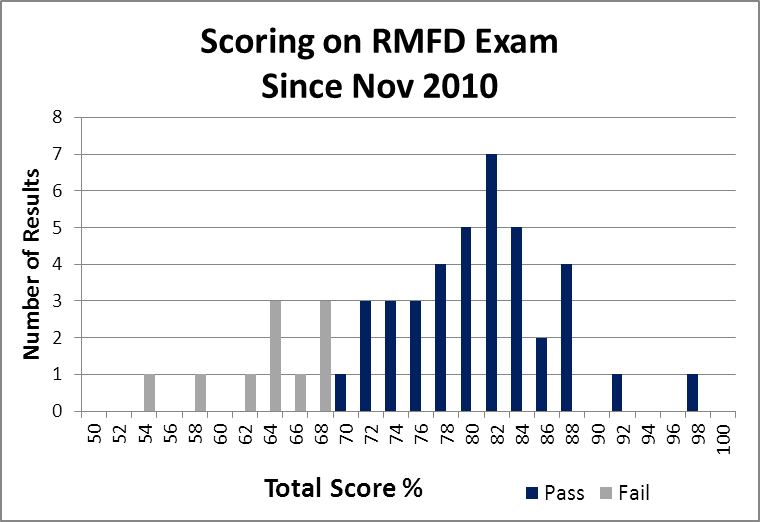 Scoring on RMFD Exam
Since Nov 2010
8
7
6
5
4
3
2
1
0
Number of Results
50 52 54 56 58 60 62 64 66 68 70 72 74 76 78 80 82 84 86 88 90 92 94 96 98 100
Total Score %
Pass Fail